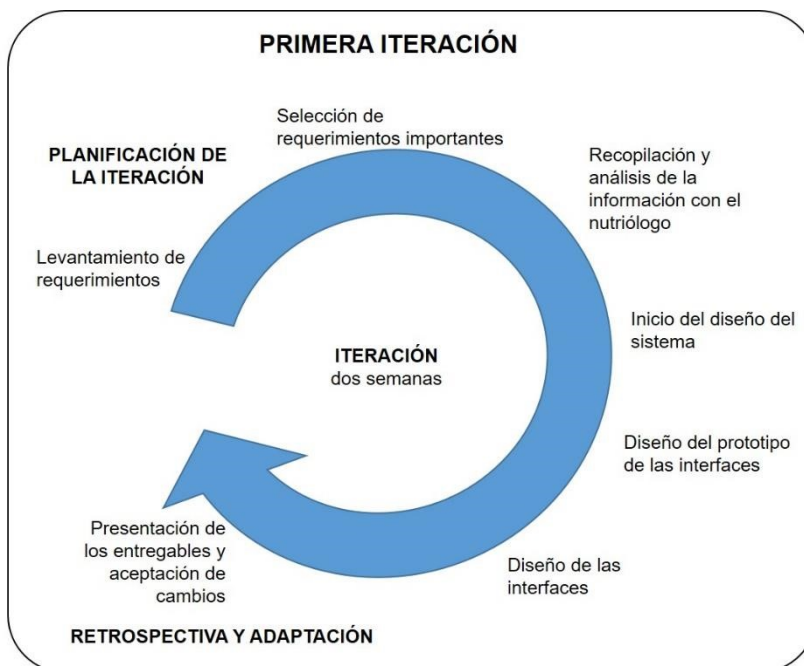 PRIMERA ITERACIÓN
PLANIFICACIÓN DE
LA ITERACIÓN
Levantamiento de
requerimientos
Selección de
requerimientos importantes
Recopilación y
análisis de la
información con el
nutriólogo
Inicio del diseño del
sistema
Diseño del prototipo
de las interfaces
Diseño de las
interfaces
Presentación de
los entregables y
aceptación de
cambios
RETROSPECTIVA Y ADAPTACIÓN
ITERACIÓN
dos semanas